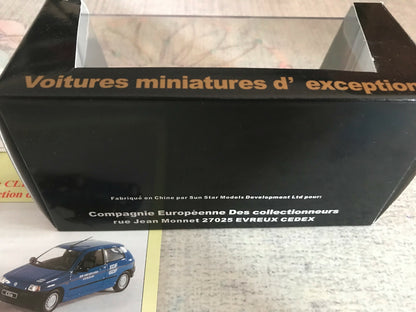 Voitures miniatures d' exception
Fabriqué en Chine par Sun Star Models Development Ltd pour:
Compagnie Européenne Des collectionneurs
rue Jean Monnet 27025 EVREUX CEDEX